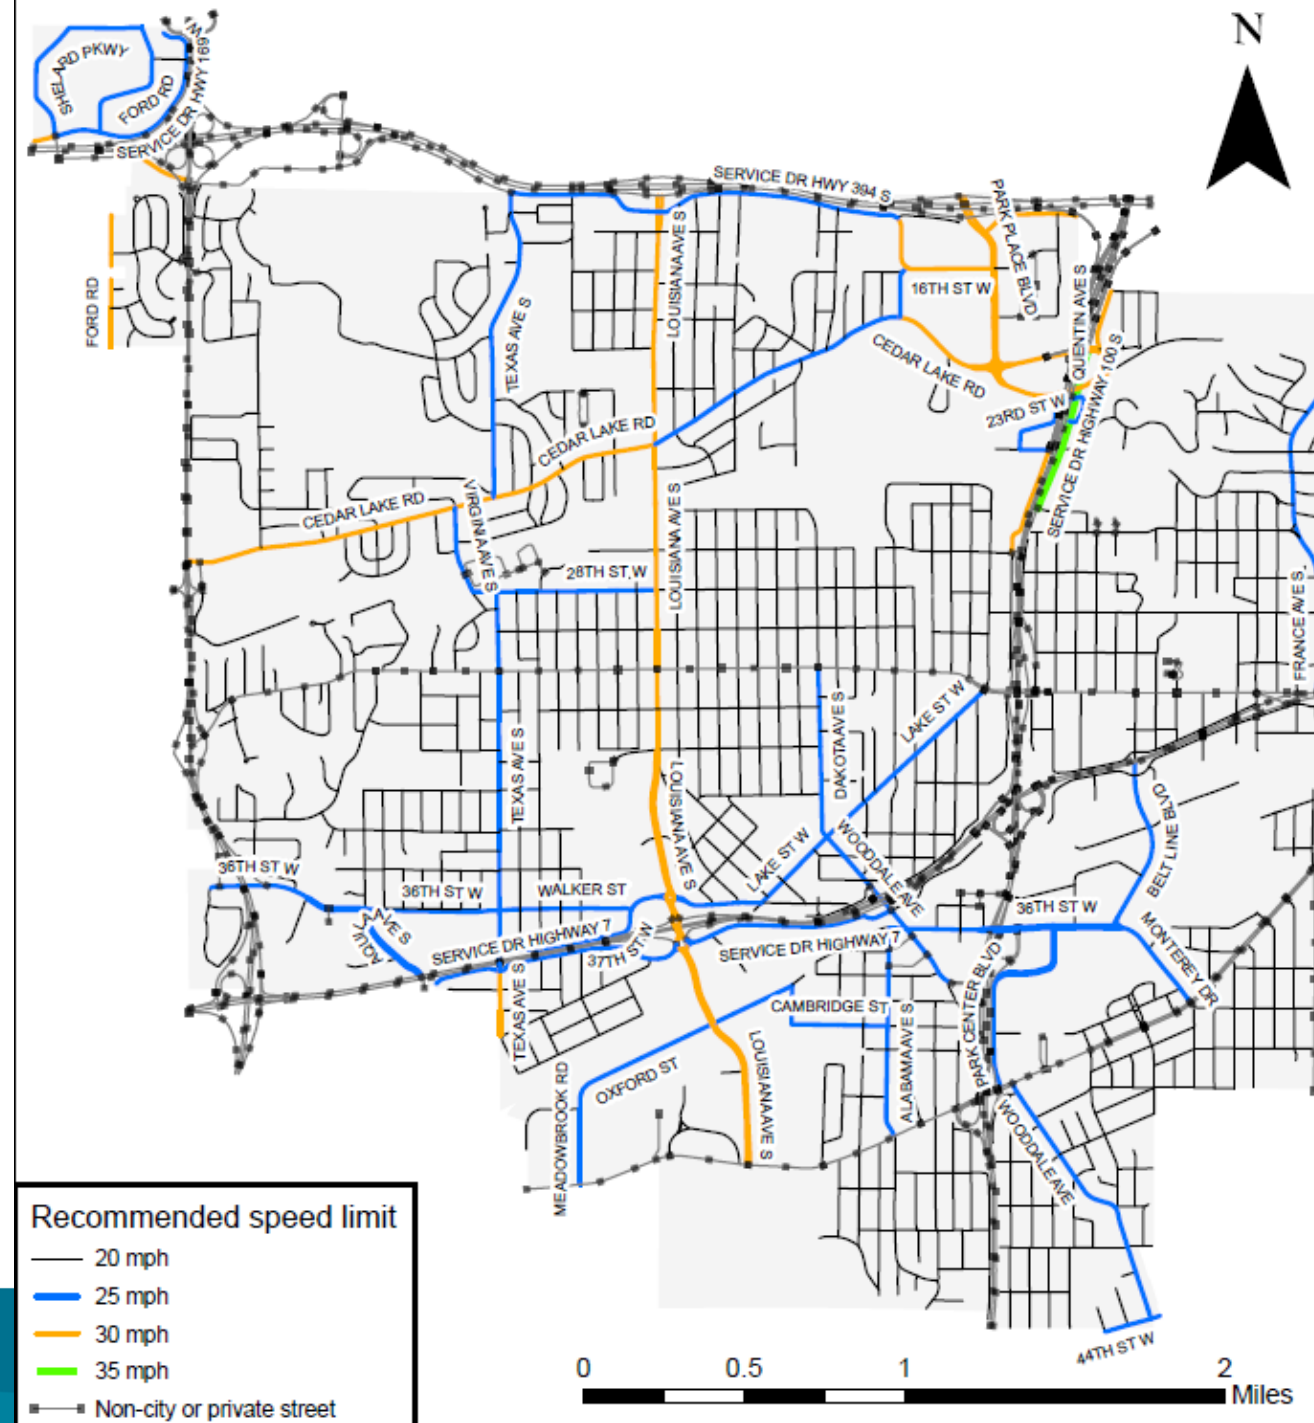 N
SHELARD PKWY
FORD RD
SERVICE DR HWY 169
SERVICE DR HWY 394 S
PARK PLACE BLVD
LOUISIANA AVE S
16TH ST W
QUENTIN AVE S
FORD RD
TEXAS AVE S
CEDAR LAKE RD
23RD ST W
SERVICE DR HIGHWAY 100 S
CEDAR LAKE RD
CEDAR LAKE RD
VIRGINIA AVE S
LOUISIANA AVE S
28TH ST W
FRANCE AVE S
LAKE ST W
DAKOTA AVE S
TEXAS AVE S
LOUISIANA AVE S
BELT LINE BLVD
WOODDALE AVE
LAKE ST W
36TH ST W
36TH ST W
WALKER ST
36TH ST W
AQUILA AVE S
SERVICE DR HIGHWAY 7
37TH ST W
SERVICE DR HIGHWAY 7
MONTEREY DR
TEXAS AVE S
CAMBRIDGE ST
PARK CENTER BLVD
ALABAMA AVE S
OXFORD ST
LOUISIANA AVE S
MEADOWBROOK RD
WOODDALE AVE
44TH ST W
Recommended speed limit
20 mph
25 mph
30 mph
35 mph
Non-city or private street
0 0.5 1 2
Miles